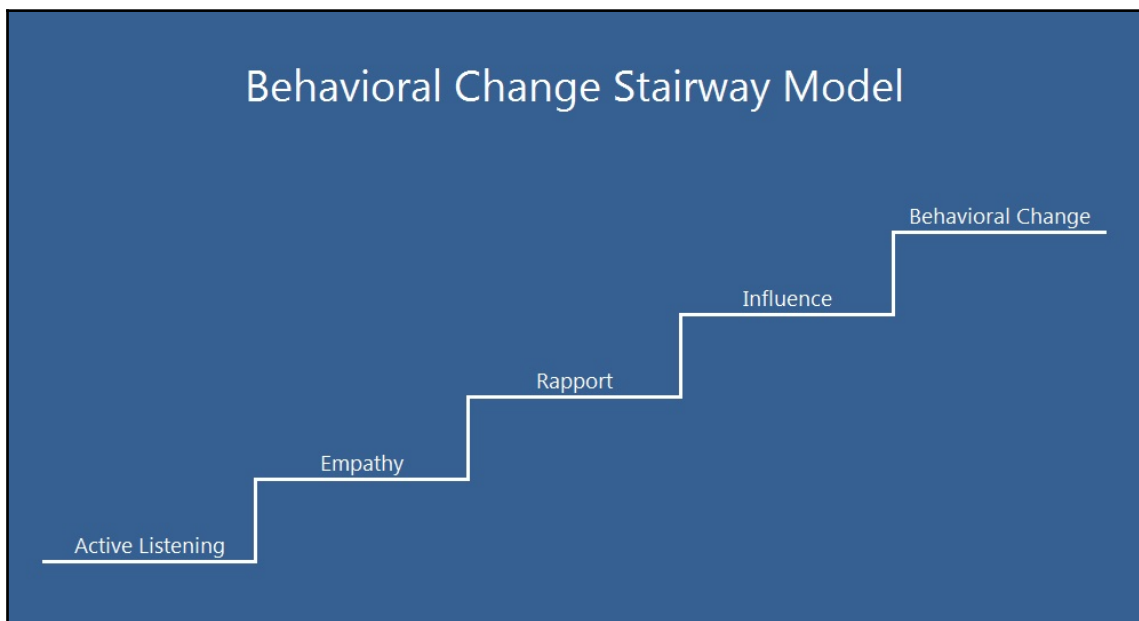 Behavioral Change Stairway Model
Behavioral Change
Influence
Rapport
Empathy
Active Listening